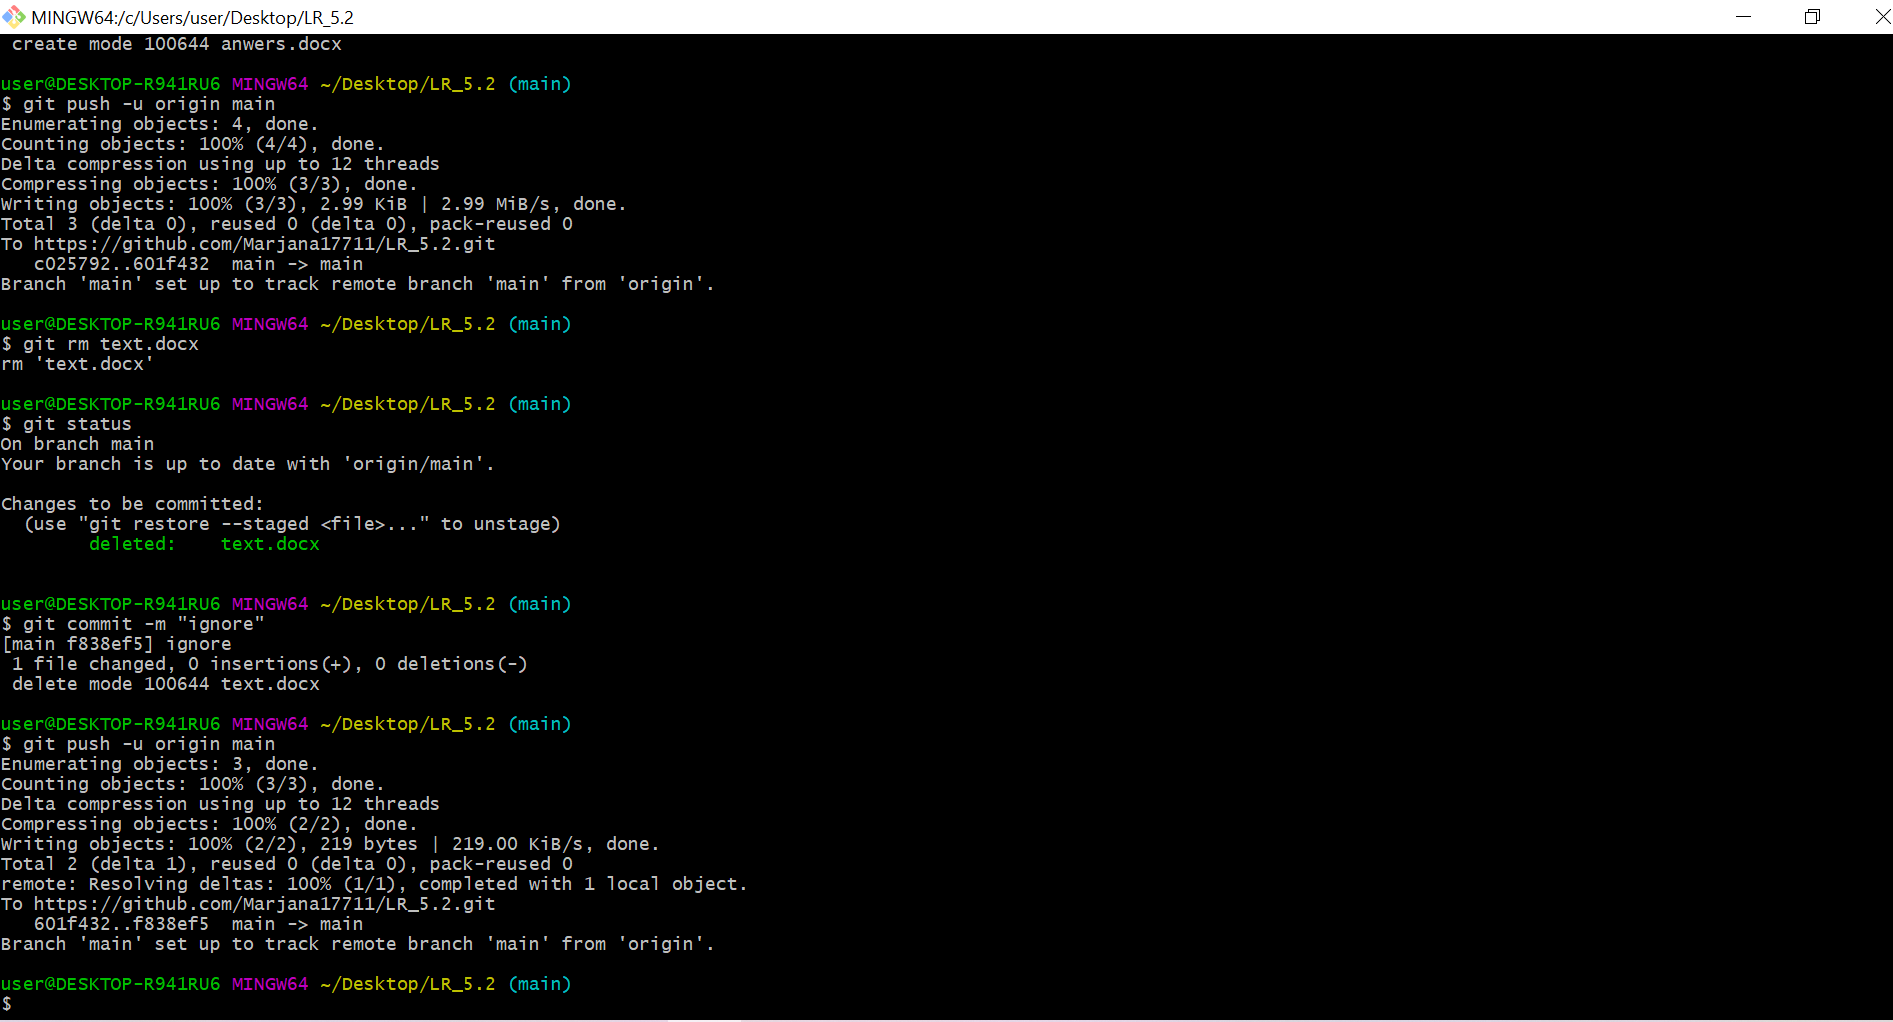 MINGW64:/c/Users/user/Desktop/LR_5.2
 create mode 100644 anwers.docx
user@DESKTOP-R941RU6 MINGW64 ~/Desktop/LR_5.2 (main)
$ git push -u origin main
Enumerating objects: 4, done.
Counting objects: 100% (4/4), done.
Delta compression using up to 12 threads
Compressing objects: 100% (3/3), done.
Writing objects: 100% (3/3), 2.99 KiB | 2.99 MiB/s, done.
Total 3 (delta 0), reused 0 (delta 0), pack-reused 0
To https://github.com/Marjana17711/LR_5.2.git
   c025792..601f432  main -> main
Branch 'main' set up to track remote branch 'main' from 'origin'.
user@DESKTOP-R941RU6 MINGW64 ~/Desktop/LR_5.2 (main)
$ git rm text.docx
rm 'text.docx'
user@DESKTOP-R941RU6 MINGW64 ~/Desktop/LR_5.2 (main)
$ git status
On branch main
Your branch is up to date with 'origin/main'.
Changes to be committed:
  (use "git restore --staged <file>..." to unstage)
        deleted:    text.docx
user@DESKTOP-R941RU6 MINGW64 ~/Desktop/LR_5.2 (main)
$ git commit -m "ignore"
[main f838ef5] ignore
 1 file changed, 0 insertions(+), 0 deletions(-)
 delete mode 100644 text.docx
user@DESKTOP-R941RU6 MINGW64 ~/Desktop/LR_5.2 (main)
$ git push -u origin main
Enumerating objects: 3, done.
Counting objects: 100% (3/3), done.
Delta compression using up to 12 threads
Compressing objects: 100% (2/2), done.
Writing objects: 100% (2/2), 219 bytes | 219.00 KiB/s, done.
Total 2 (delta 1), reused 0 (delta 0), pack-reused 0
remote: Resolving deltas: 100% (1/1), completed with 1 local object.
To https://github.com/Marjana17711/LR_5.2.git
   601f432..f838ef5  main -> main
Branch 'main' set up to track remote branch 'main' from 'origin'.
user@DESKTOP-R941RU6 MINGW64 ~/Desktop/LR_5.2 (main)
$